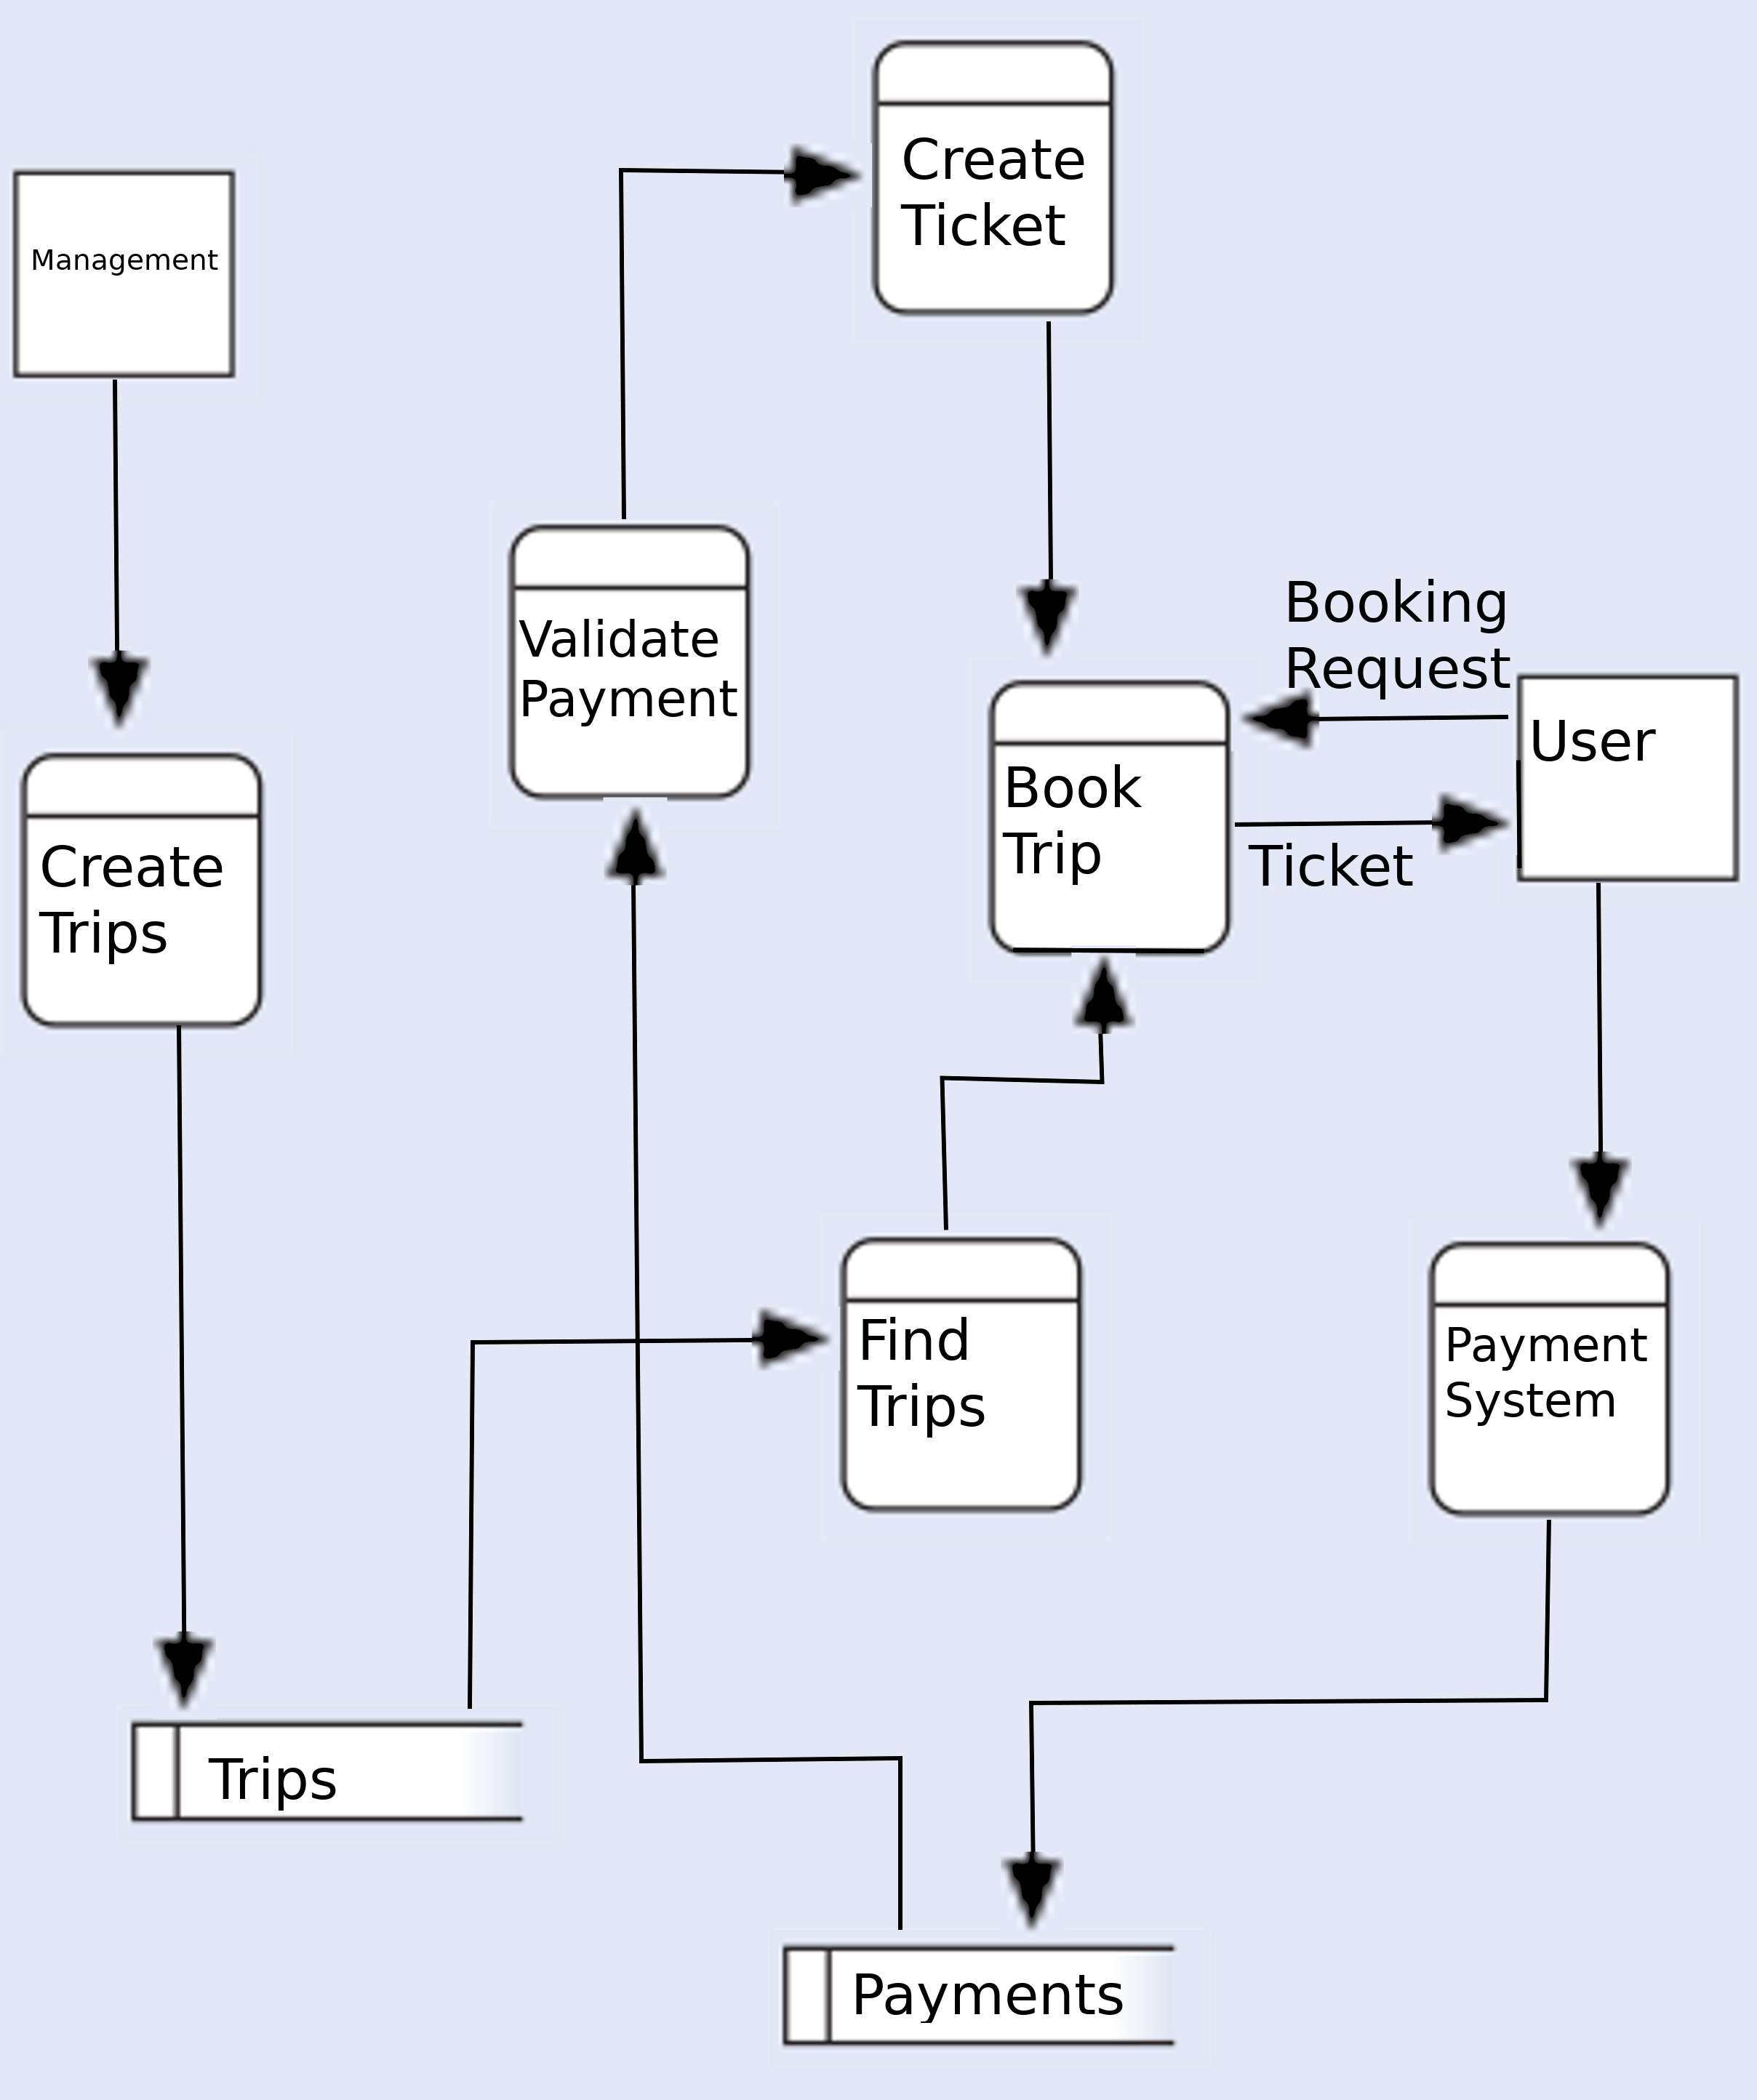 Create
Ticket
Management
Validate
Payment
Booking
Request
User
Book
Trip
Ticket
Create
Trips
Find
Trips
Payment
System
Trips
Payments